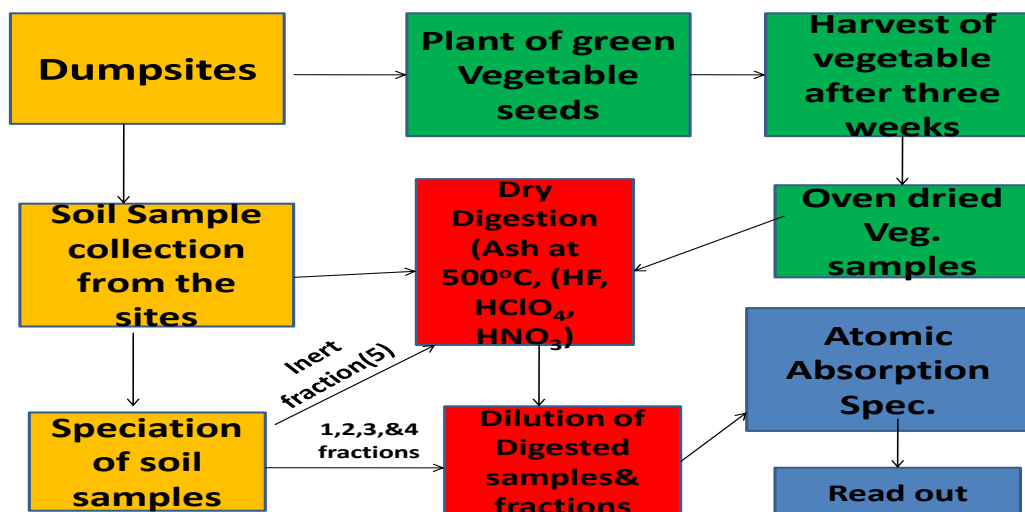 Dumpsites
Plant of green
Vegetable
seeds
Harvest of
vegetable
after three
weeks
Soil Sample
collection
from the
sites
Dry
Digestion
(Ash at
500°C, (HF,
HClO₄,
HNO₃)
Oven dried
Veg.
samples
Inert
fraction(5)
Speciation
of soil
samples
1,2,3,&4
fractions
Dilution of
Digested
samples&
fractions
Atomic
Absorption
Spec.
Read out